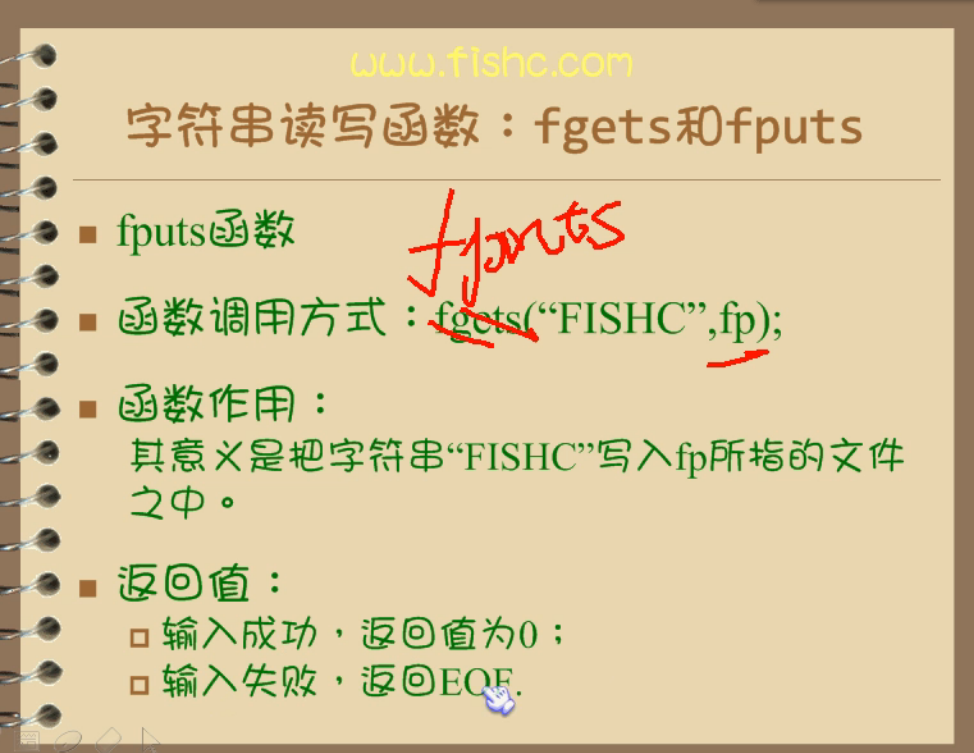 www.fishc.com
字符串读写函数：fgets和fputs
fputs函数
fputs
函数调用方式：fgets(“FISHC”,fp);
函数作用：
其意义是把字符串“FISHC”写入fp所指的文件
之中。
返回值：
输入成功，返回值为0；
输入失败，返回EOF.